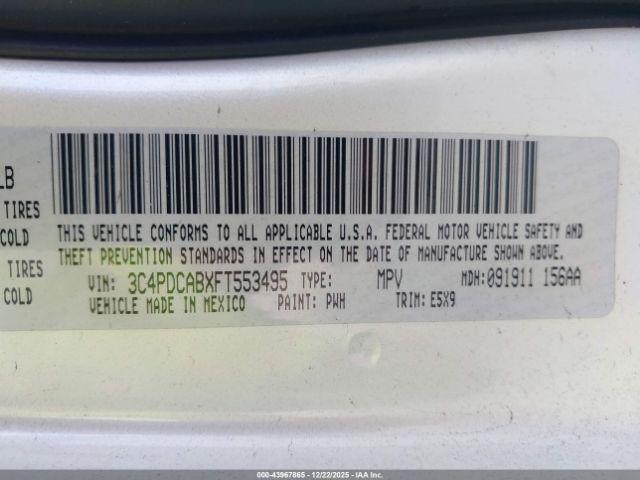 LB
TIRES
COLD
TIRES
COLD
THIS VEHICLE CONFORMS TO ALL APPLICABLE U.S.A. FEDERAL MOTOR VEHICLE SAFETY AND
THEFT PREVENTION STANDARDS IN EFFECT ON THE DATE OF MANUFACTURE SHOWN ABOVE.
VIN: 3C4PDCABXFT553495 TYPE: MPV MDH: 091911 156AA
VEHICLE MADE IN MEXICO PAINT: PWH TRIM: E5X9
000-43967865 - 12/22/2025 - IAAI.COM